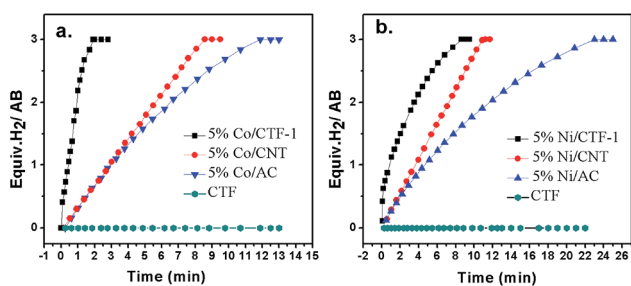 a.
Equiv.H2/ AB
3
2
1
0
5% Co/CTF-1
5% Co/CNT
5% Co/AC
CTF
-1 0 1 2 3 4 5 6 7 8 9 10 11 12 13 14 15
Time (min)
b.
Equiv.H2/ AB
3
2
1
0
5% Ni/CTF-1
5% Ni/CNT
5% Ni/AC
CTF
-2 0 2 4 6 8 10 12 14 16 18 20 22 24 26
Time (min)